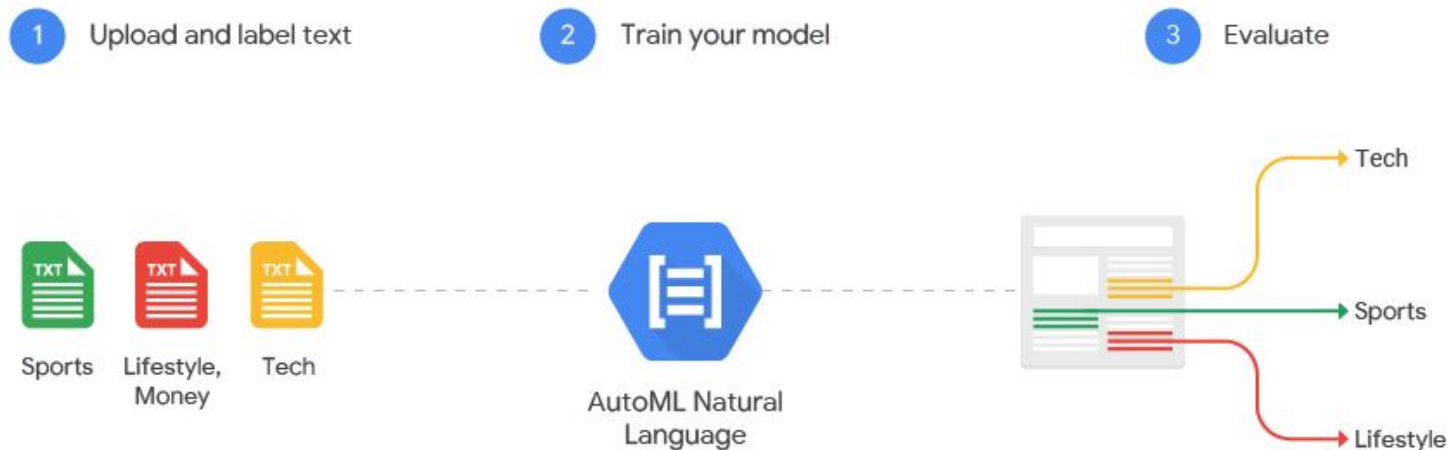 1 Upload and label text
2 Train your model
3 Evaluate
Tech
TXT TXT TXT
Sports
Sports
Lifestyle,
Money
Tech
AutoML Natural
Language
Lifestyle